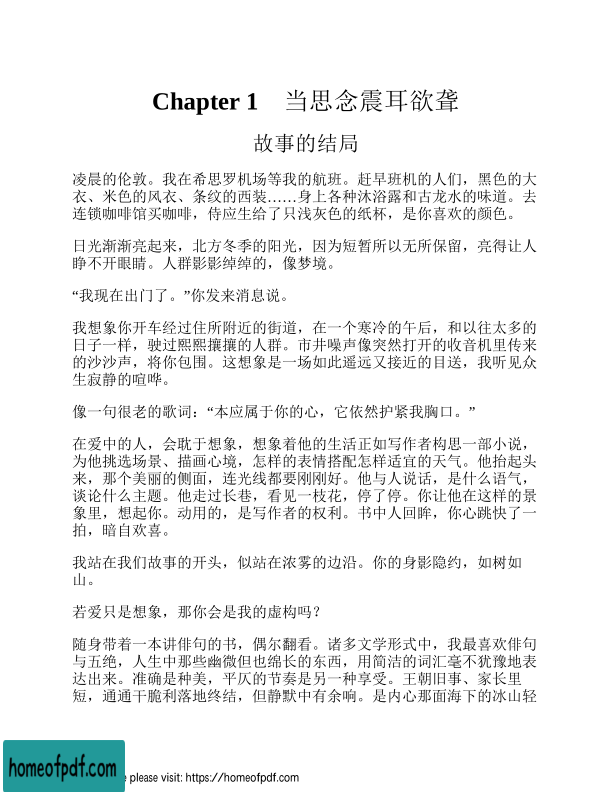 Chapter 1 当思念震耳欲聋
故事的结局
凌晨的伦敦。我在希思罗机场等我的航班。赶早班机的人们，黑色的大
衣、米色的风衣、条纹的西装……身上各种沐浴露和古龙水的味道。去
连锁咖啡馆买咖啡，侍应生给了只浅灰色的纸杯，是你喜欢的颜色。
日光渐渐亮起来，北方冬季的阳光，因为短暂所以无所保留，亮得让人
睁不开眼睛。人群影影绰绰的，像梦境。
“我现在出门了。”你发来消息说。
我想象你开车经过住所附近的街道，在一个寒冷的午后，和以往太多的
日子一样，驶过熙熙攘攘的人群。市井噪声像突然打开的收音机里传来
的沙沙声，将你包围。这想象是一场如此遥远又接近的目送，我听见众
生寂静的喧哗。
像一句很老的歌词：“本应属于你的心，它依然护紧我胸口。”
在爱中的人，会耽于想象，想象着他的生活正如写作者构思一部小说，
为他挑选场景、描画心境，怎样的表情搭配怎样适宜的天气。他抬起头
来，那个美丽的侧面，连光线都要刚刚好。他与人说话，是什么语气，
谈论什么主题。他走过长巷，看见一枝花，停了停。你让他在这样的景
象里，想起你。动用的，是写作者的权利。书中人回眸，你心跳快了一
拍，暗自欢喜。
我站在我们故事的开头，似站在浓雾的边沿。你的身影隐约，如树如
山。
若爱只是想象，那你会是我的虚构吗？
随身带着一本讲俳句的书，偶尔翻看。诸多文学形式中，我最喜欢俳句
与五绝，人生中那些幽微但也绵长的东西，用简洁的词汇毫不犹豫地表
达出来。准确是种美，平仄的节奏是另一种享受。王朝旧事、家长里
短，通通干脆利落地终结，但静默中有余响。是内心那面海下的冰山轻
homeofpdf.com
e please visit: https://homeofpdf.com